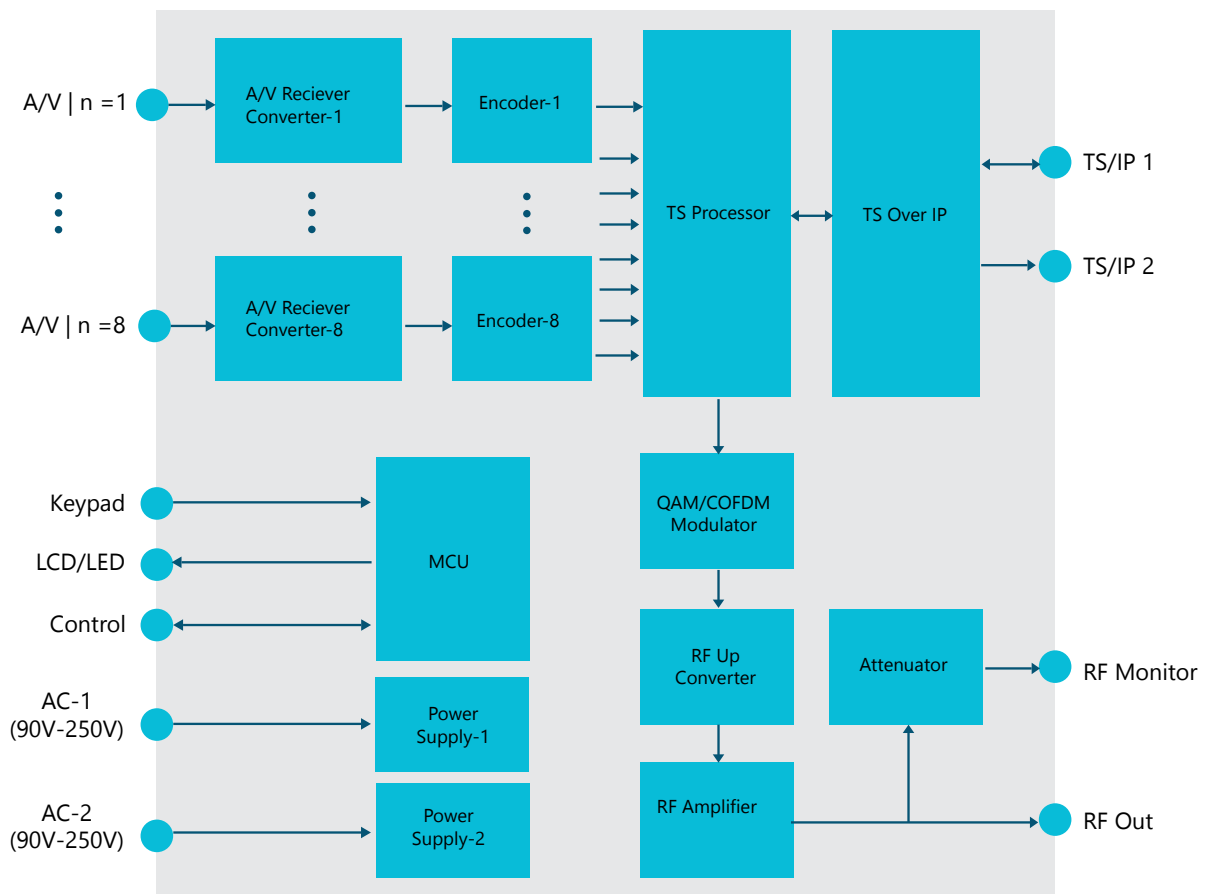 A/V | n =1
A/V Reciever
Converter-1
Encoder-1
TS Processor
TS Over IP
TS/IP 1
TS/IP 2
A/V | n =8
A/V Reciever
Converter-8
Encoder-8
Keypad
LCD/LED
Control
MCU
QAM/COFDM
Modulator
RF Up
Converter
Attenuator
RF Monitor
AC-1
(90V-250V)
Power
Supply-1
AC-2
(90V-250V)
Power
Supply-2
RF Amplifier
RF Out